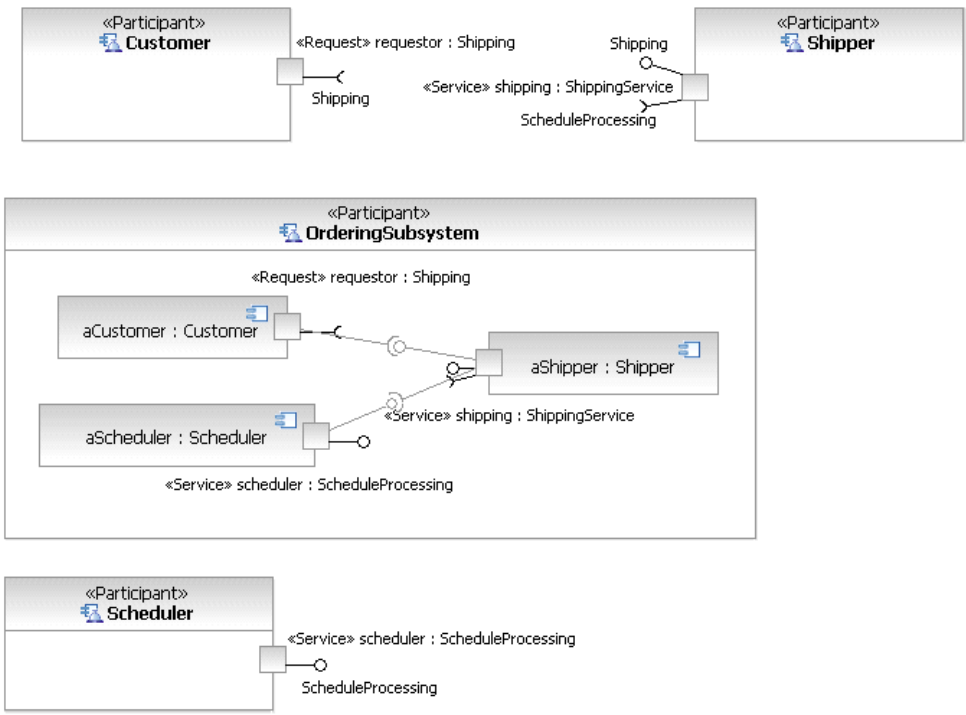 «Participant»
Customer
«Request» requestor : Shipping
Shipping
«Participant»
Shipper
Shipping
«Service» shipping : ShippingService
ScheduleProcessing
«Participant»
OrderingSubsystem
«Request» requestor : Shipping
aCustomer : Customer
aShipper : Shipper
«Service» shipping : ShippingService
aScheduler : Scheduler
«Service» scheduler : ScheduleProcessing
«Participant»
Scheduler
«Service» scheduler : ScheduleProcessing
ScheduleProcessing